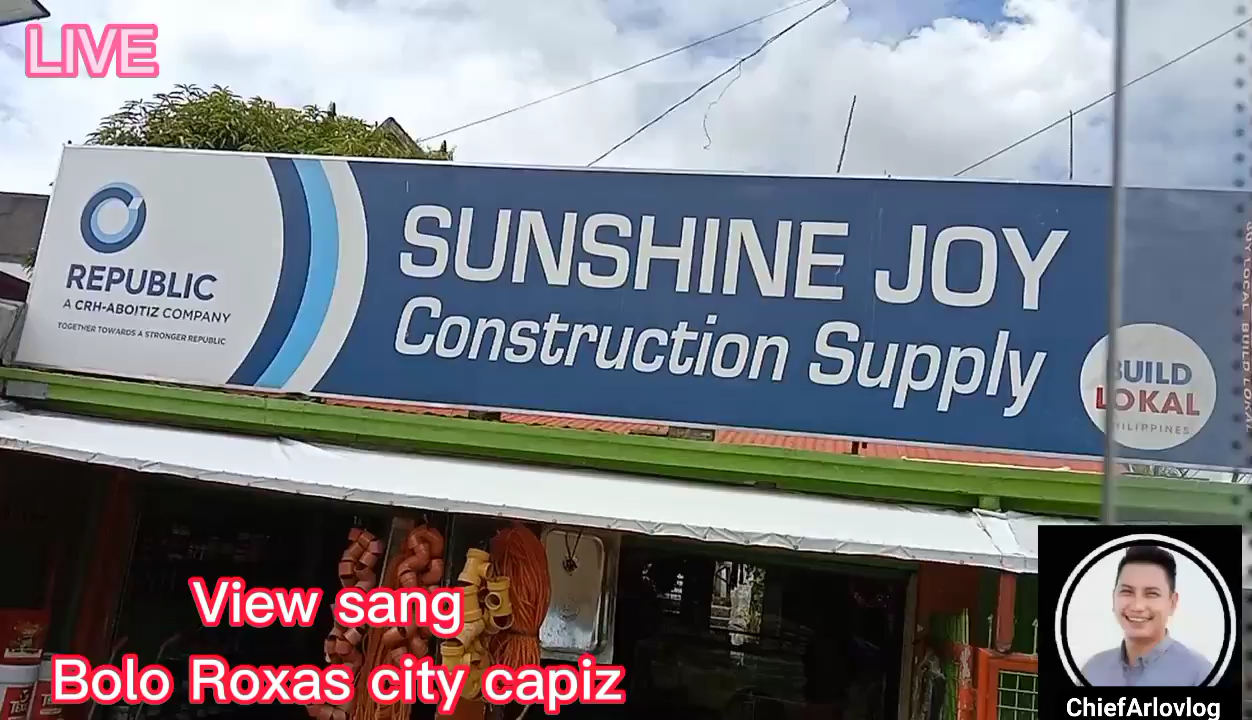 LIVE
REPUBLIC
A CRH-ABOITIZ COMPANY
TOGETHER TOWARDS A STRONGER REPUBLIC
SUNSHINE JOY
Construction Supply
BUILD
LOKAL
PHILIPPINES
View sang
Bolo Roxas city capiz
ChiefArlovlog